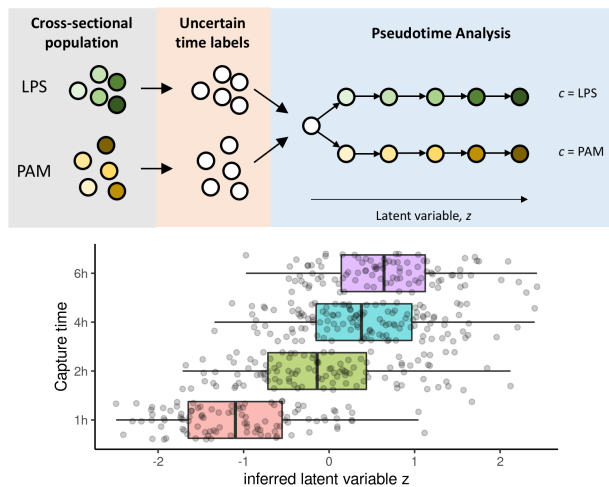 Cross-sectional
population
Uncertain
time labels
Pseudotime Analysis
LPS
c = LPS
PAM
c = PAM
Latent variable, z
Capture time
6h
4h
2h
1h
-2 -1 0 1 2
inferred latent variable z